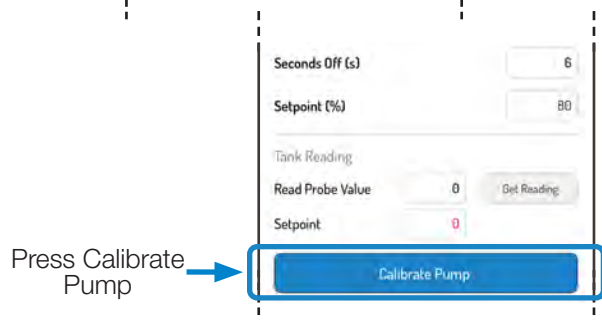 Seconds Off (s) 6
Setpoint (%) 80
Tank Reading
Read Probe Value 0 Get Reading
Setpoint 0
Press Calibrate
Pump
Calibrate Pump